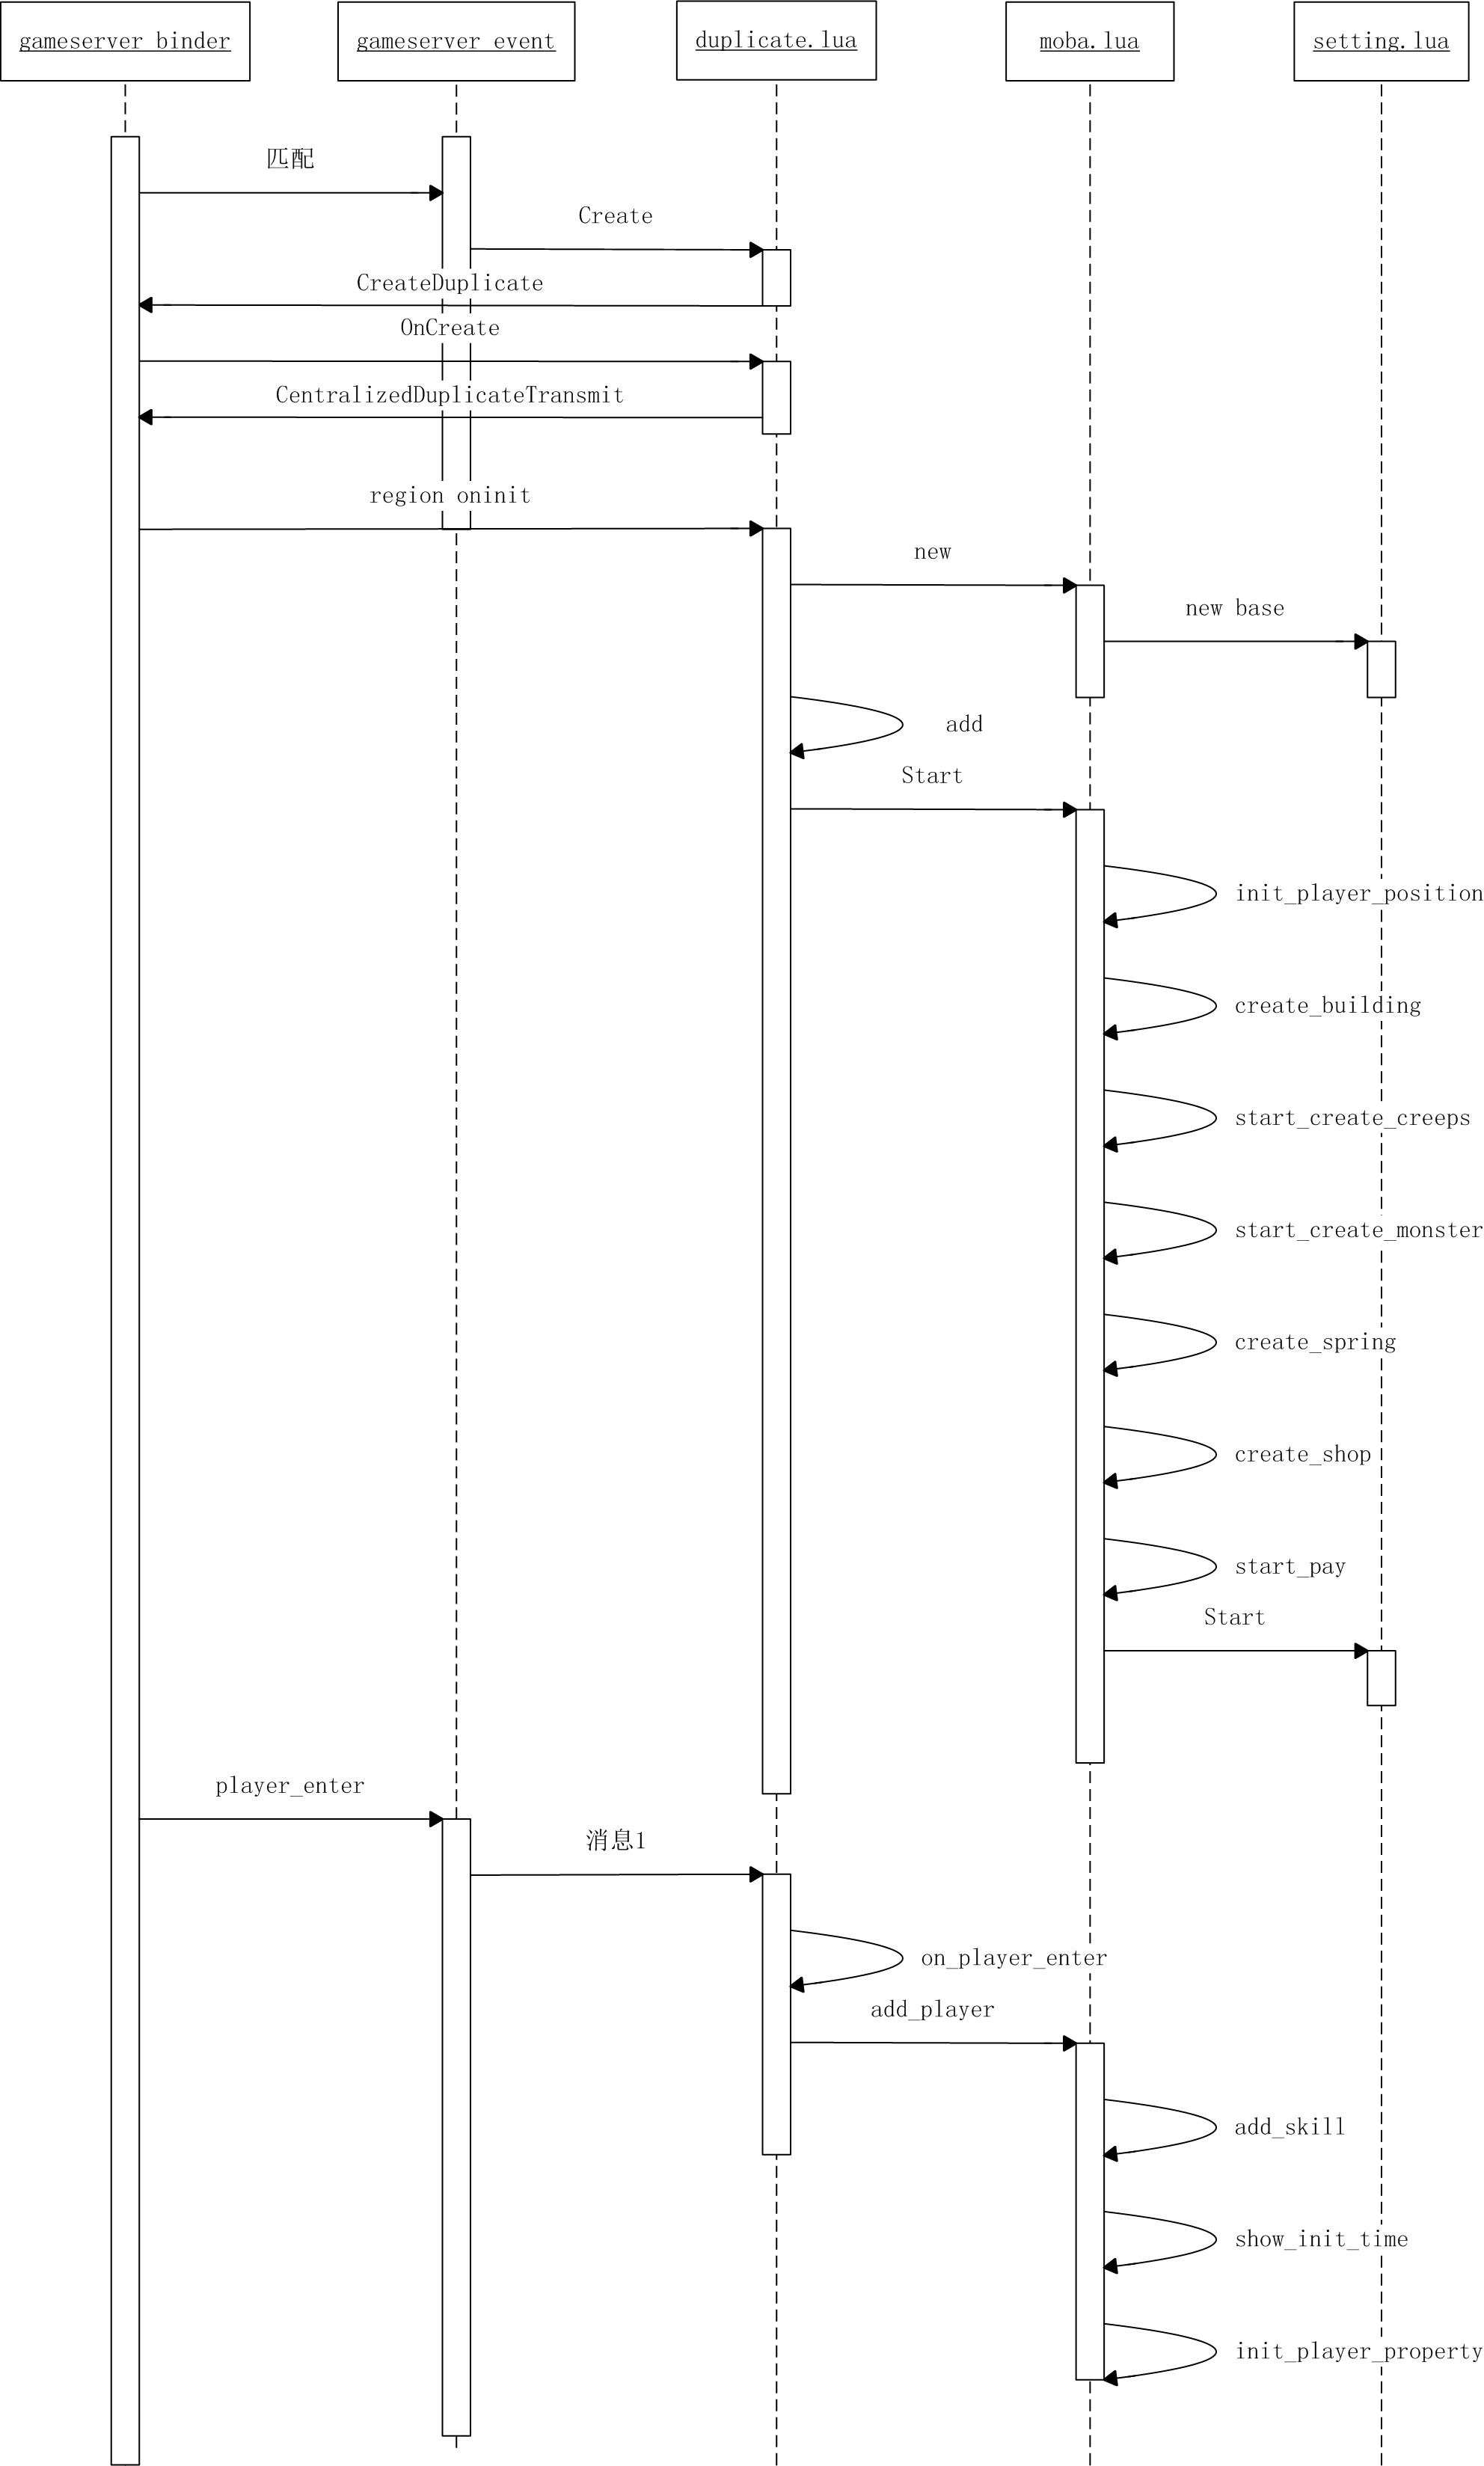 gameserver binder
gameserver event
duplicate.lua
moba.lua
setting.lua
匹配
Create
CreateDuplicate
OnCreate
CentralizedDuplicateTransmit
region oninit
new
new base
add
Start
init_player_position
create_building
start_create_creeps
start_create_monster
create_spring
create_shop
start_pay
Start
player_enter
消息1
on_player_enter
add_player
add_skill
show_init_time
init_player_property